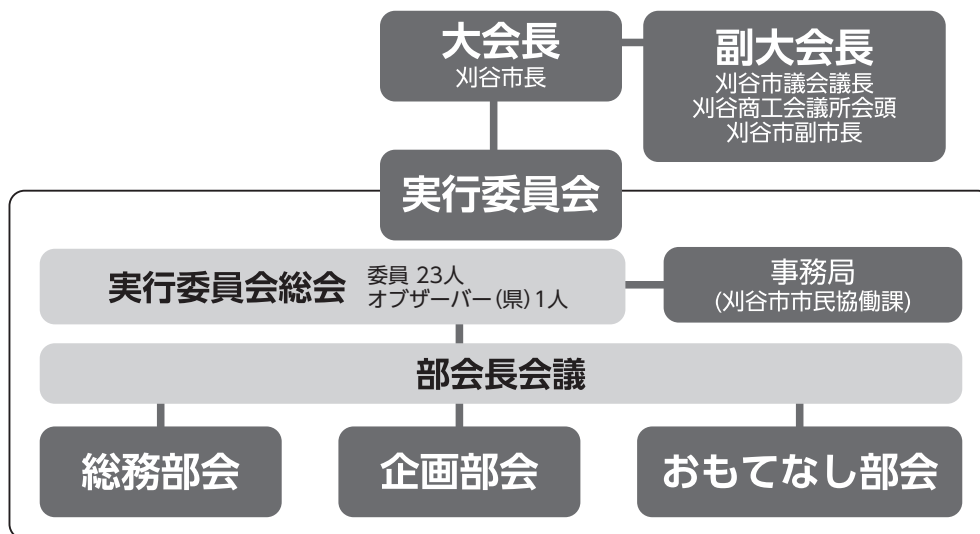 大会長
刈谷市長
副大会長
刈谷市議会議長
刈谷商工会議所会頭
刈谷市副市長
実行委員会
実行委員会総会
委員 23人
オブザーバー（県）1人
事務局
(刈谷市市民協働課)
部会長会議
総務部会
企画部会
おもてなし部会